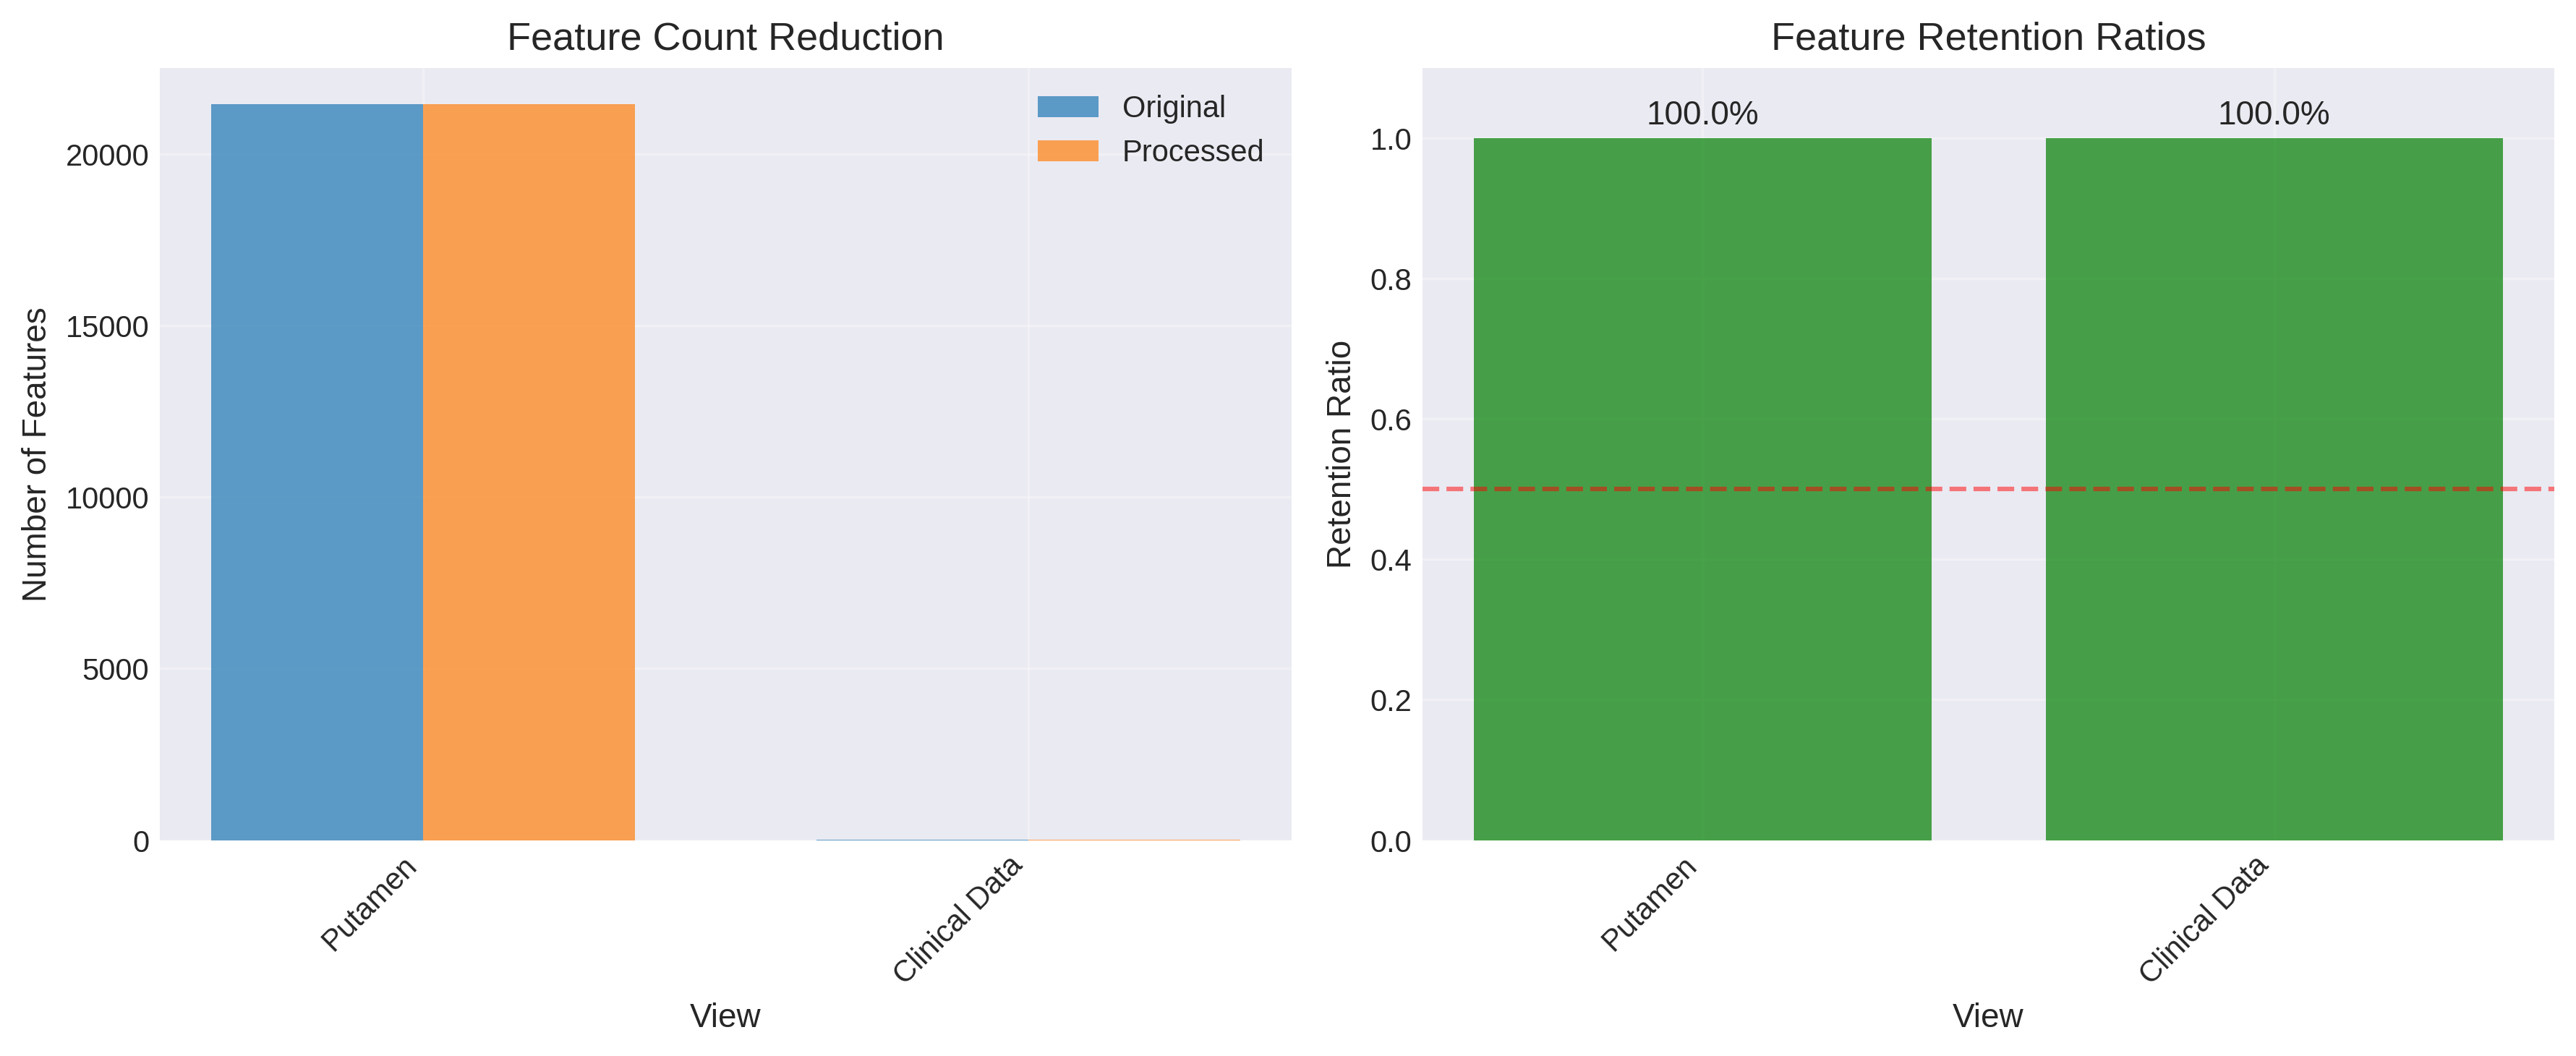 Feature Count Reduction
Number of Features
20000
15000
10000
5000
0
Original
Processed
Putamen
Clinical Data
View
Feature Retention Ratios
Retention Ratio
1.0
0.8
0.6
0.4
0.2
0.0
100.0%
100.0%
Putamen
Clinical Data
View